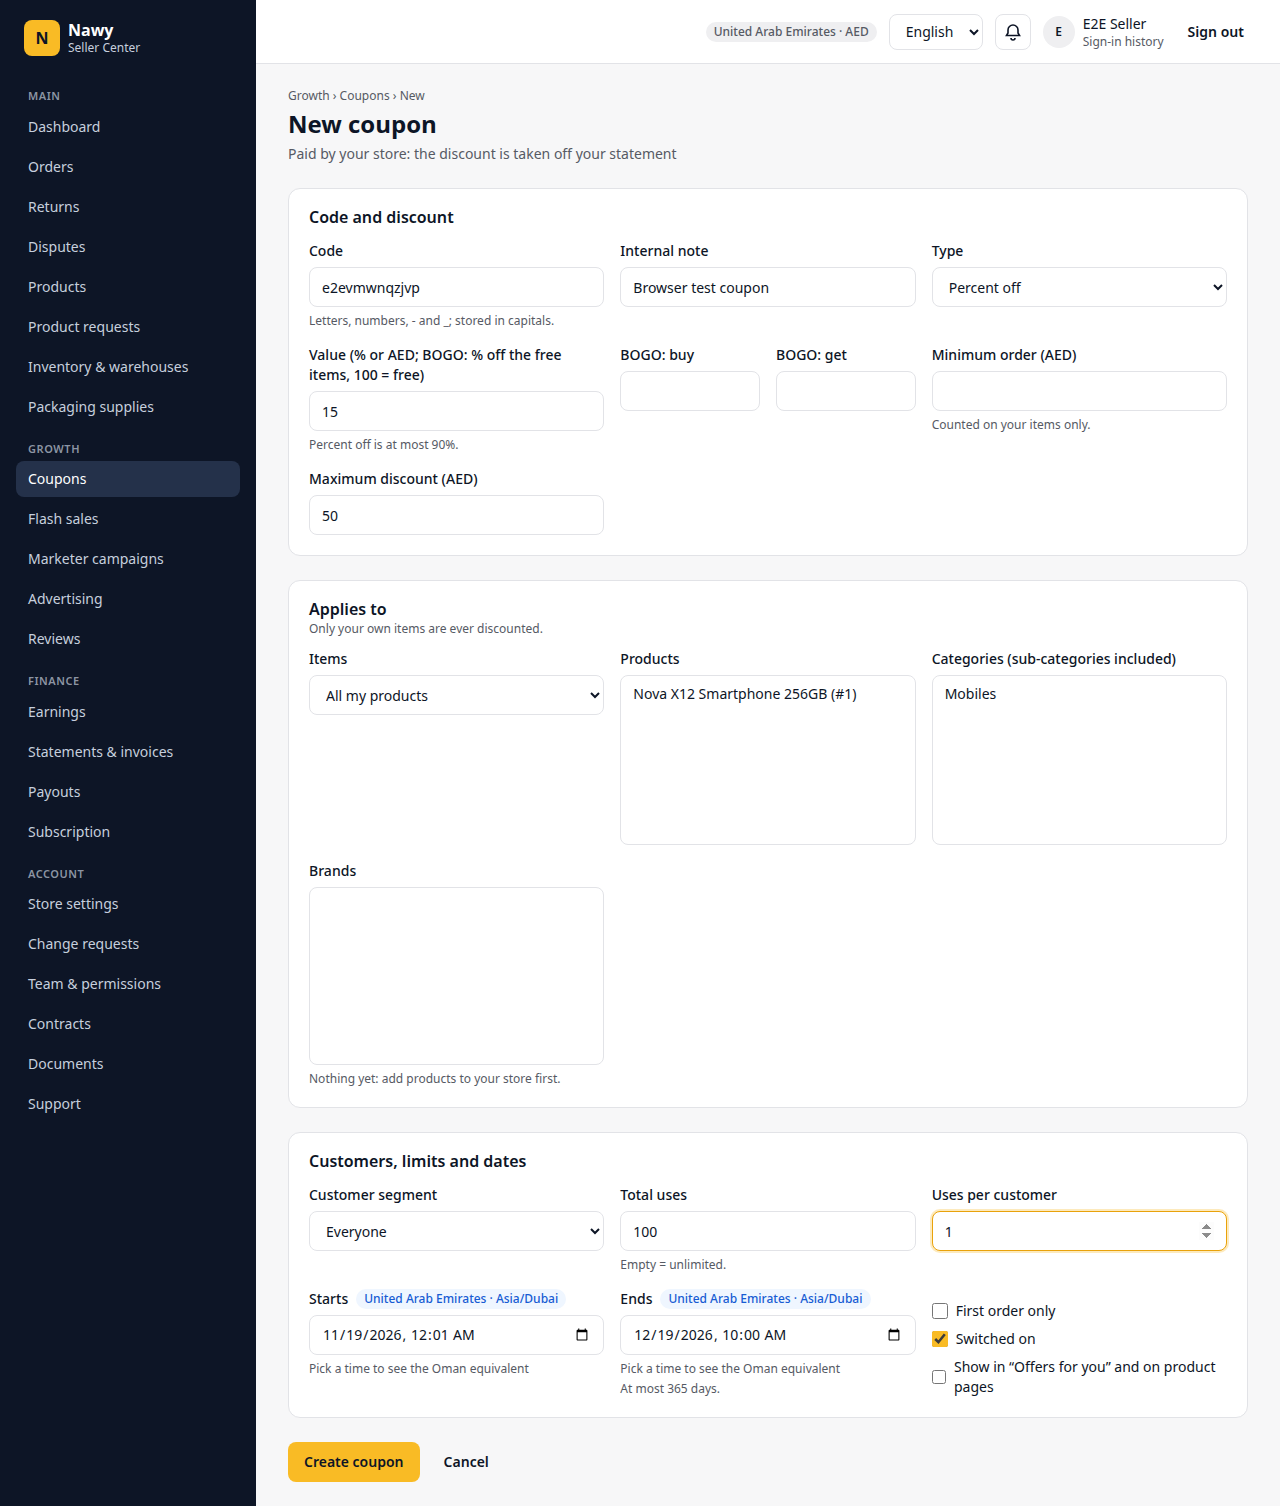 N
Nawy
Seller Center
MAIN
Dashboard
Orders
Returns
Disputes
Products
Product requests
Inventory & warehouses
Packaging supplies
GROWTH
Coupons
Flash sales
Marketer campaigns
Advertising
Reviews
FINANCE
Earnings
Statements & invoices
Payouts
Subscription
ACCOUNT
Store settings
Change requests
Team & permissions
Contracts
Documents
Support
United Arab Emirates · AED
English
E
E2E Seller
Sign-in history
Sign out
Growth › Coupons › New
New coupon
Paid by your store: the discount is taken off your statement
Code and discount
Code
e2evmwnqzjvp
Letters, numbers, - and _; stored in capitals.
Internal note
Browser test coupon
Type
Percent off
Value (% or AED; BOGO: % off the free
items, 100 = free)
15
Percent off is at most 90%.
BOGO: buy
BOGO: get
Minimum order (AED)
Counted on your items only.
Maximum discount (AED)
50
Applies to
Only your own items are ever discounted.
Items
All my products
Products
Nova X12 Smartphone 256GB (#1)
Categories (sub-categories included)
Mobiles
Brands
Nothing yet: add products to your store first.
Customers, limits and dates
Customer segment
Everyone
Total uses
100
Empty = unlimited.
Uses per customer
1
Starts United Arab Emirates · Asia/Dubai
11/19/2026, 12:01 AM
Pick a time to see the Oman equivalent
Ends United Arab Emirates · Asia/Dubai
12/19/2026, 10:00 AM
Pick a time to see the Oman equivalent
At most 365 days.
First order only
Switched on
Show in “Offers for you” and on product
pages
Create coupon
Cancel